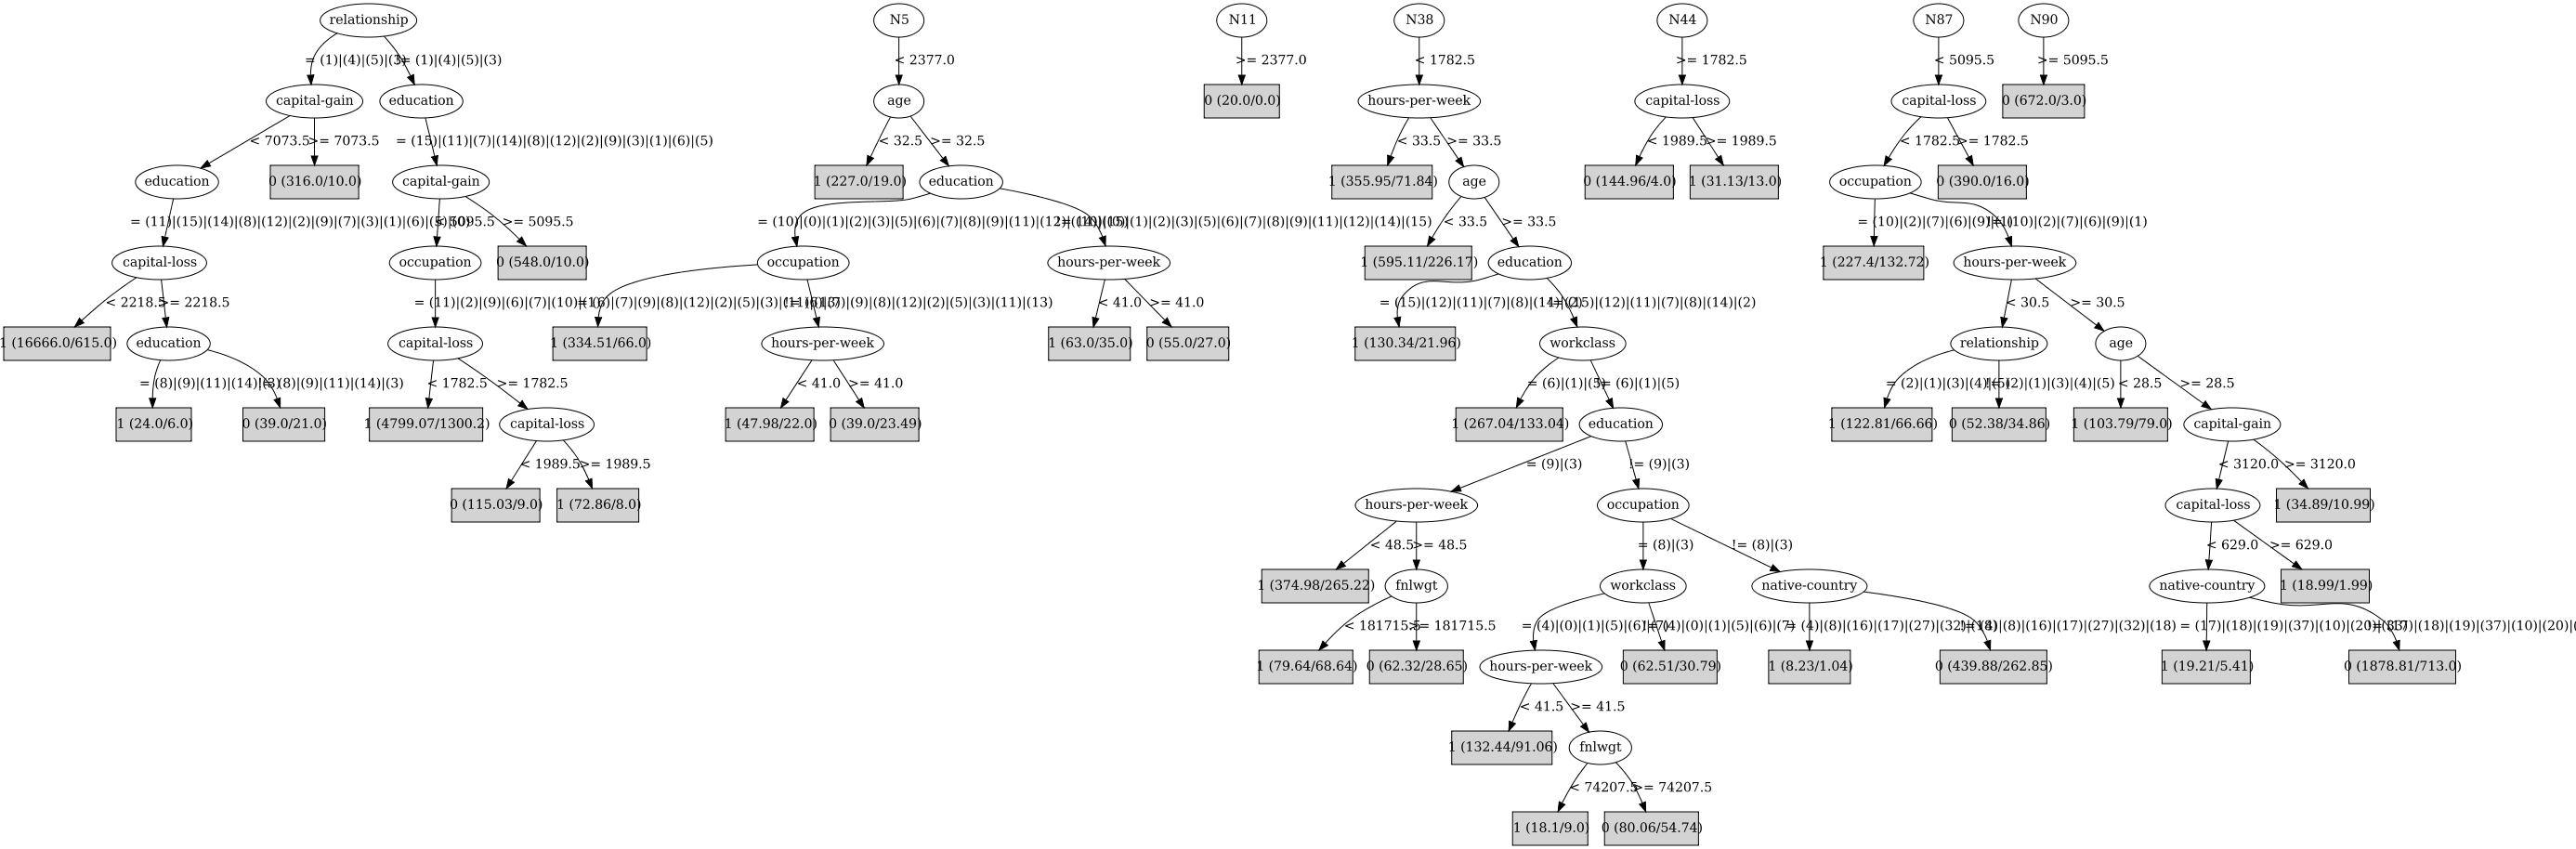 relationship N5 N11 N38 N44 N87 N90
= (1)|(4)|(5)|(3) != (1)|(4)|(5)|(3) < 2377.0 >= 2377.0 < 1782.5 >= 1782.5 < 5095.5 >= 5095.5
capital-gain education age 0 (20.0/0.0) hours-per-week capital-loss capital-loss 0 (672.0/3.0)
< 7073.5 >= 7073.5 = (15)|(11)|(7)|(14)|(8)|(12)|(2)|(9)|(3)|(1)|(6)|(5) < 32.5 >= 32.5 < 33.5 >= 33.5 < 1989.5 >= 1989.5 < 1782.5 >= 1782.5
education 0 (316.0/10.0) capital-gain 1 (227.0/19.0) education 1 (355.95/71.84) age 0 (144.96/4.0) 1 (31.13/13.0) occupation 0 (390.0/16.0)
= (11)|(15)|(14)|(8)|(12)|(2)|(9)|(7)|(3)|(1)|(6)|(5)|(0) < 5095.5 >= 5095.5 = (10)|(0)|(1)|(2)|(3)|(5)|(6)|(7)|(8)|(9)|(11)|(12)|(14)|(15) != (10)|(0)|(1)|(2)|(3)|(5)|(6)|(7)|(8)|(9)|(11)|(12)|(14)|(15) < 33.5 >= 33.5 = (10)|(2)|(7)|(6)|(9)|(1) != (10)|(2)|(7)|(6)|(9)|(1)
capital-loss occupation 0 (548.0/10.0) occupation hours-per-week 1 (595.11/226.17) education 1 (227.4/132.72) hours-per-week
< 2218.5 >= 2218.5 = (11)|(2)|(9)|(6)|(7)|(10)|(1) = (6)|(7)|(9)|(8)|(12)|(2)|(5)|(3)|(11)|(13) != (6)|(7)|(9)|(8)|(12)|(2)|(5)|(3)|(11)|(13) < 41.0 >= 41.0 = (15)|(12)|(11)|(7)|(8)|(14)|(2) != (15)|(12)|(11)|(7)|(8)|(14)|(2) < 30.5 >= 30.5
1 (16666.0/615.0) education capital-loss 1 (334.51/66.0) hours-per-week 1 (63.0/35.0) 0 (55.0/27.0) 1 (130.34/21.96) workclass relationship age
= (8)|(9)|(11)|(14)|(3) != (8)|(9)|(11)|(14)|(3) < 1782.5 >= 1782.5 < 41.0 >= 41.0 = (6)|(1)|(5) != (6)|(1)|(5) = (2)|(1)|(3)|(4)|(5) != (2)|(1)|(3)|(4)|(5) < 28.5 >= 28.5
1 (24.0/6.0) 0 (39.0/21.0) 1 (4799.07/1300.2) capital-loss 1 (47.98/22.0) 0 (39.0/23.49) 1 (267.04/133.04) education 1 (122.81/66.66) 0 (52.38/34.86) 1 (103.79/79.0) capital-gain
< 1989.5 >= 1989.5 = (9)|(3) != (9)|(3) < 3120.0 >= 3120.0
0 (115.03/9.0) 1 (72.86/8.0) hours-per-week occupation capital-loss 1 (34.89/10.99)
< 48.5 >= 48.5 = (8)|(3) != (8)|(3) < 629.0 >= 629.0
1 (374.98/265.22) fnlwgt workclass native-country native-country 1 (18.99/1.99)
< 181715.5 >= 181715.5 = (4)|(0)|(1)|(5)|(6)|(7) != (4)|(0)|(1)|(5)|(6)|(7) = (4)|(8)|(16)|(17)|(27)|(32)|(18) != (4)|(8)|(16)|(17)|(27)|(32)|(18) = (17)|(18)|(19)|(37)|(10)|(20)|(33)
1 (79.64/68.64) 0 (62.32/28.65) hours-per-week 0 (62.51/30.79) 1 (8.23/1.04) 0 (439.88/262.85) 1 (19.21/5.41) 0 (1878.81/713.0)
< 41.5 >= 41.5
1 (132.44/91.06) fnlwgt
< 74207.5 >= 74207.5
1 (18.1/9.0) 0 (80.06/54.74)